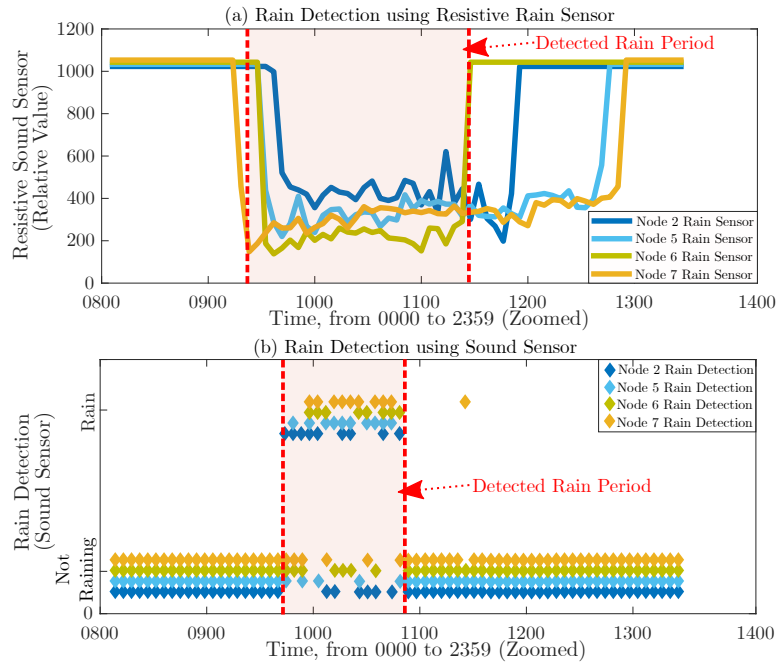 (a) Rain Detection using Resistive Rain Sensor
Resistive Sound Sensor
(Relative Value)
1200
1000
800
600
400
200
0
Detected Rain Period
Node 2 Rain Sensor
Node 5 Rain Sensor
Node 6 Rain Sensor
Node 7 Rain Sensor
0800 0900 1000 1100 1200 1300 1400
Time, from 0000 to 2359 (Zoomed)
(b) Rain Detection using Sound Sensor
Rain Detection
(Sound Sensor)
Rain
Not
Raining
0
Node 2 Rain Detection
Node 5 Rain Detection
Node 6 Rain Detection
Node 7 Rain Detection
Detected Rain Period
0800 0900 1000 1100 1200 1300 1400
Time, from 0000 to 2359 (Zoomed)